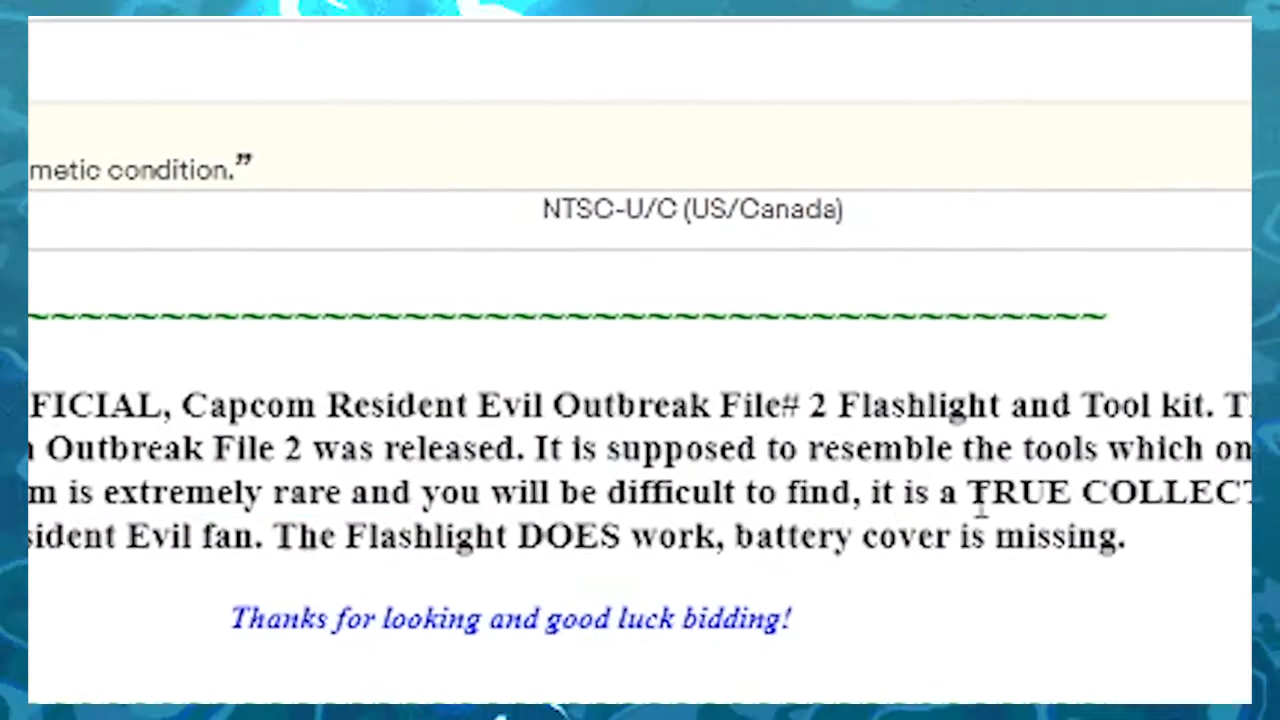 metic condition.”
NTSC-U/C (US/Canada)
~~~~~~~~~~~~~~~~~~~~~~~~~~~~~~~~~~~~~~~~
FICIAL, Capcom Resident Evil Outbreak File# 2 Flashlight and Tool kit. T
Outbreak File 2 was released. It is supposed to resemble the tools which on
m is extremely rare and you will be difficult to find, it is a TRUE COLLECT
sident Evil fan. The Flashlight DOES work, battery cover is missing.
Thanks for looking and good luck bidding!